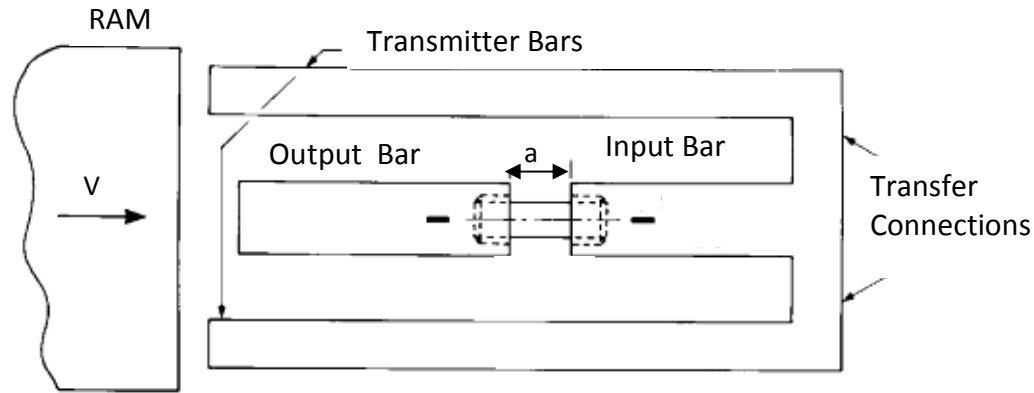 RAM
Transmitter Bars
Output Bar
a
Input Bar
V
Transfer
Connections